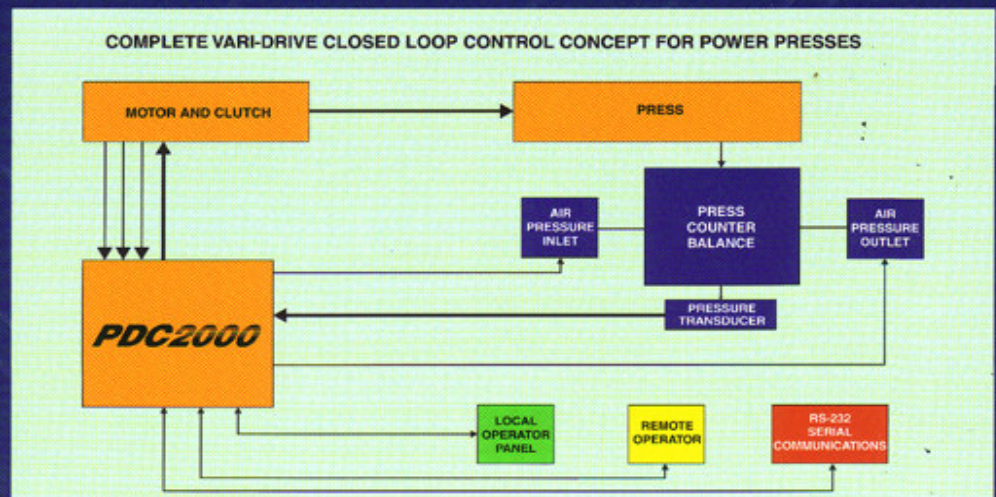 COMPLETE VARI-DRIVE CLOSED LOOP CONTROL CONCEPT FOR POWER PRESSES
MOTOR AND CLUTCH
PRESS
AIR
PRESSURE
INLET
PRESS
COUNTER
BALANCE
AIR
PRESSURE
OUTLET
PRESSURE
TRANSDUCER
PDC2000
LOCAL
OPERATOR
PANEL
REMOTE
OPERATOR
RS-232
SERIAL
COMMUNICATIONS